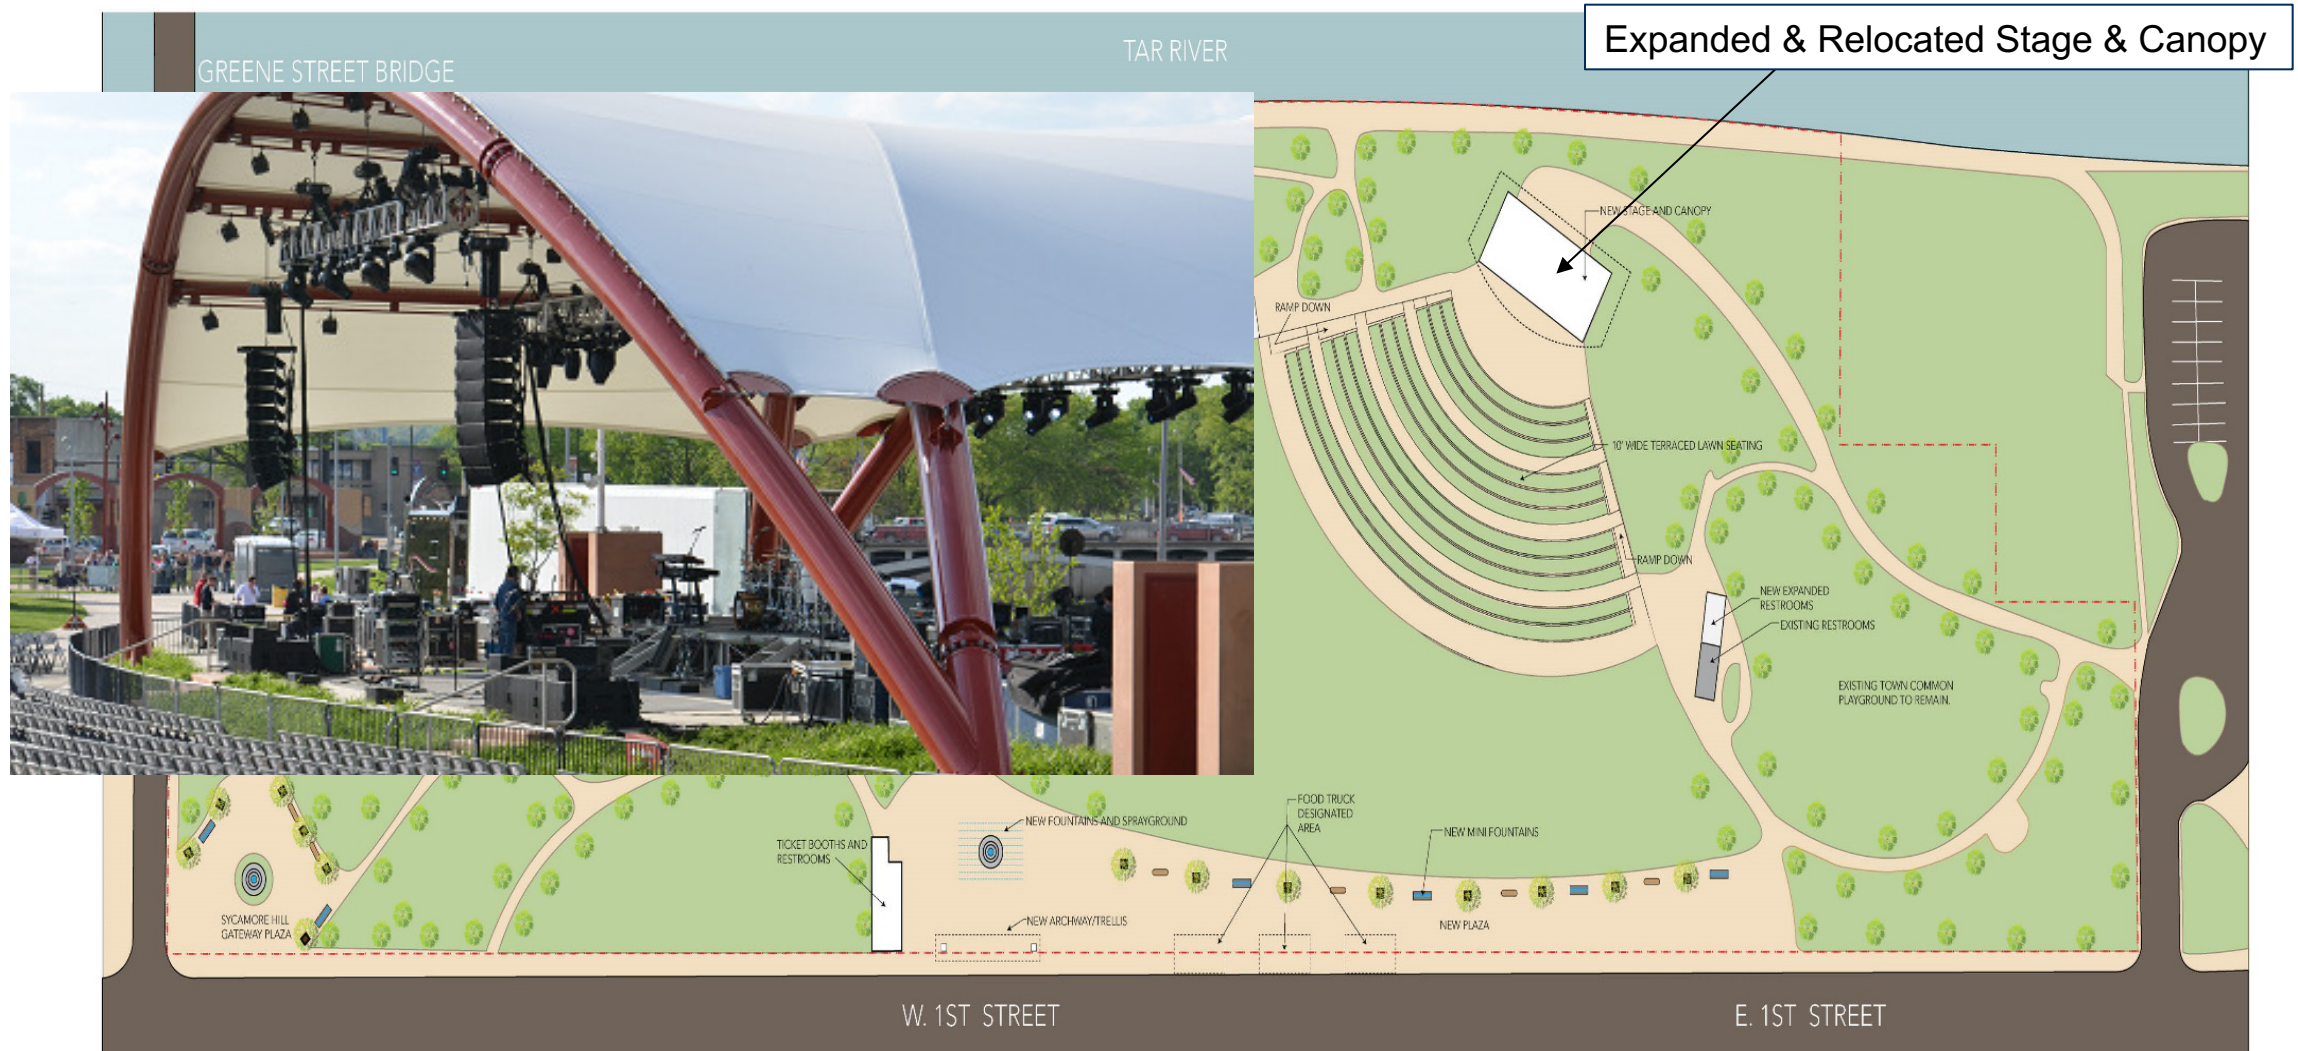 Expanded & Relocated Stage & Canopy
TAR RIVER
GREENE STREET BRIDGE
NEW STAGE AND CANOPY
RAMP DOWN
10' WIDE TERRACED LAWN SEATING
RAMP DOWN
NEW EXPANDED
RESTROOMS
EXISTING RESTROOMS
EXISTING TOWN COMMON
PLAYGROUND TO REMAIN.
FOOD TRUCK
DESIGNATED
AREA
NEW FOUNTAINS AND SPRAYGROUND
NEW MINI FOUNTAINS
TICKET BOOTHS AND
RESTROOMS
SYCAMORE HILL
GATEWAY PLAZA
NEW ARCHWAY/TRELLIS
NEW PLAZA
W. 1ST STREET
E. 1ST STREET